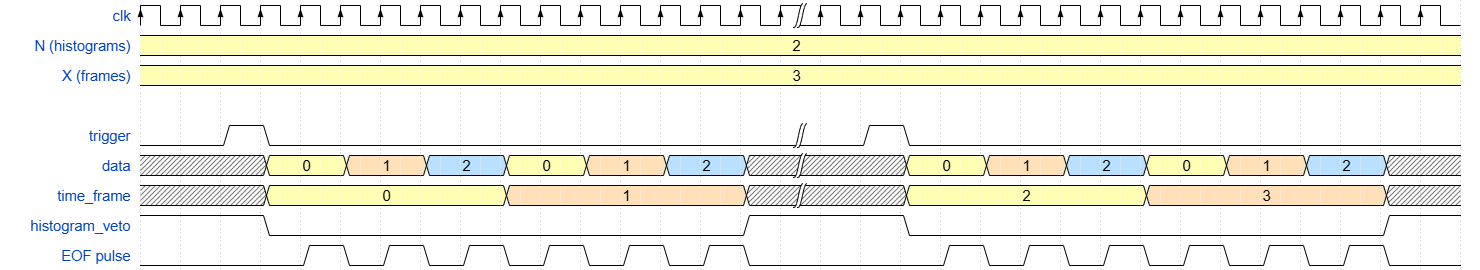 clk
N (histograms) 2
X (frames) 3
trigger
data 0 1 2 0 1 2 0 1 2 0 1 2
time_frame 0 1 2 3
histogram_veto
EOF pulse